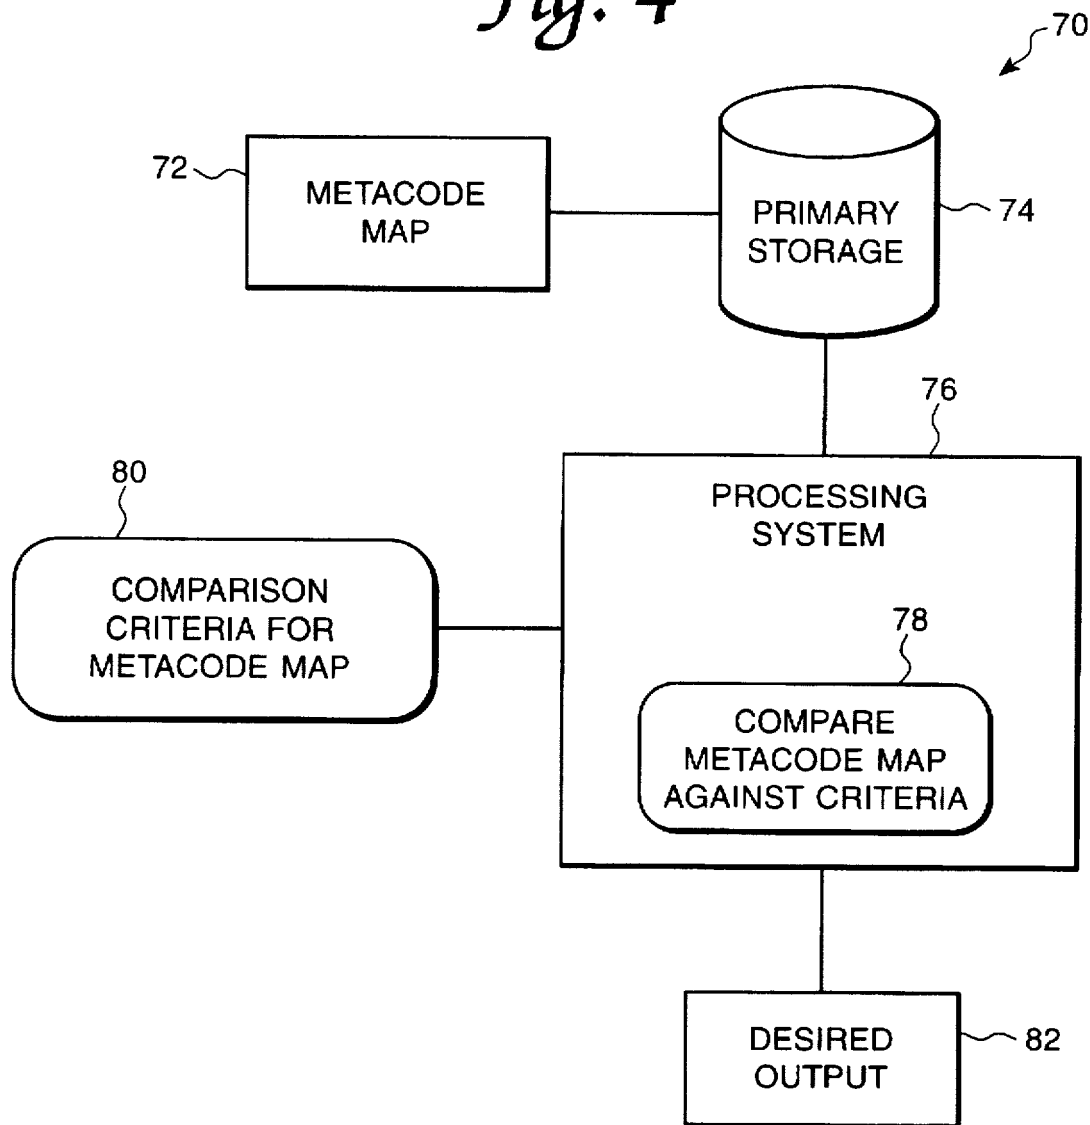 Fig. 4
70
72
METACODE
MAP
PRIMARY
STORAGE
74
76
80
PROCESSING
SYSTEM
COMPARISON
CRITERIA FOR
METACODE MAP
78
COMPARE
METACODE MAP
AGAINST CRITERIA
DESIRED
OUTPUT
82